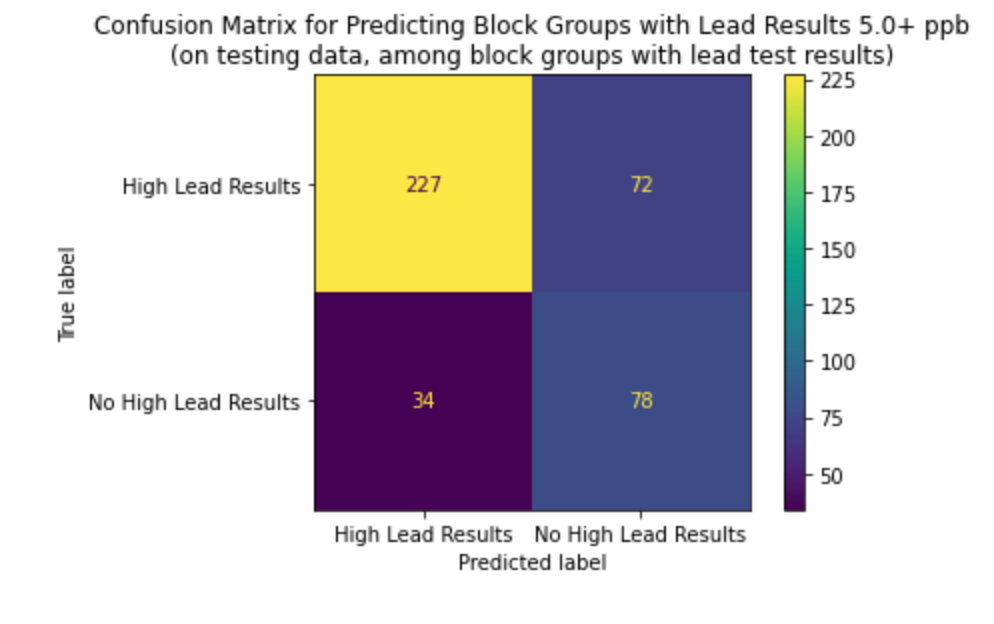 Confusion Matrix for Predicting Block Groups with Lead Results 5.0+ ppb
(on testing data, among block groups with lead test results)
True label
High Lead Results
No High Lead Results
227
72
34
78
High Lead Results
No High Lead Results
Predicted label
225
200
175
150
125
100
75
50